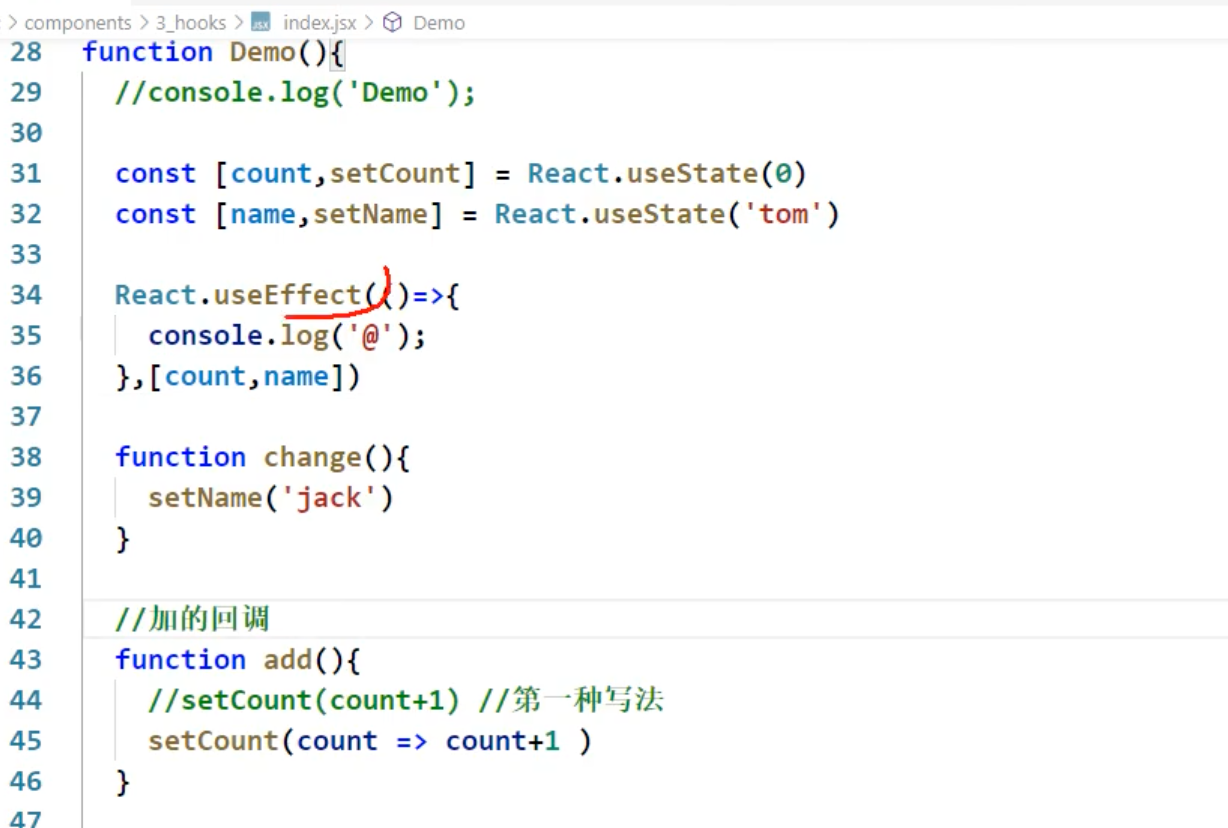 components > 3_hooks > JSX index.jsx > Demo
28 function Demo(){
29 //console.log('Demo');
30
31 const [count,setCount] = React.useState(0)
32 const [name,setName] = React.useState('tom')
33
34 React.useEffect(()=>{
35 console.log('@');
36 },[count,name])
37
38 function change(){
39 setName('jack')
40 }
41
42 //加的回调
43 function add(){
44 //setCount(count+1) //第一种写法
45 setCount(count => count+1 )
46 }
47